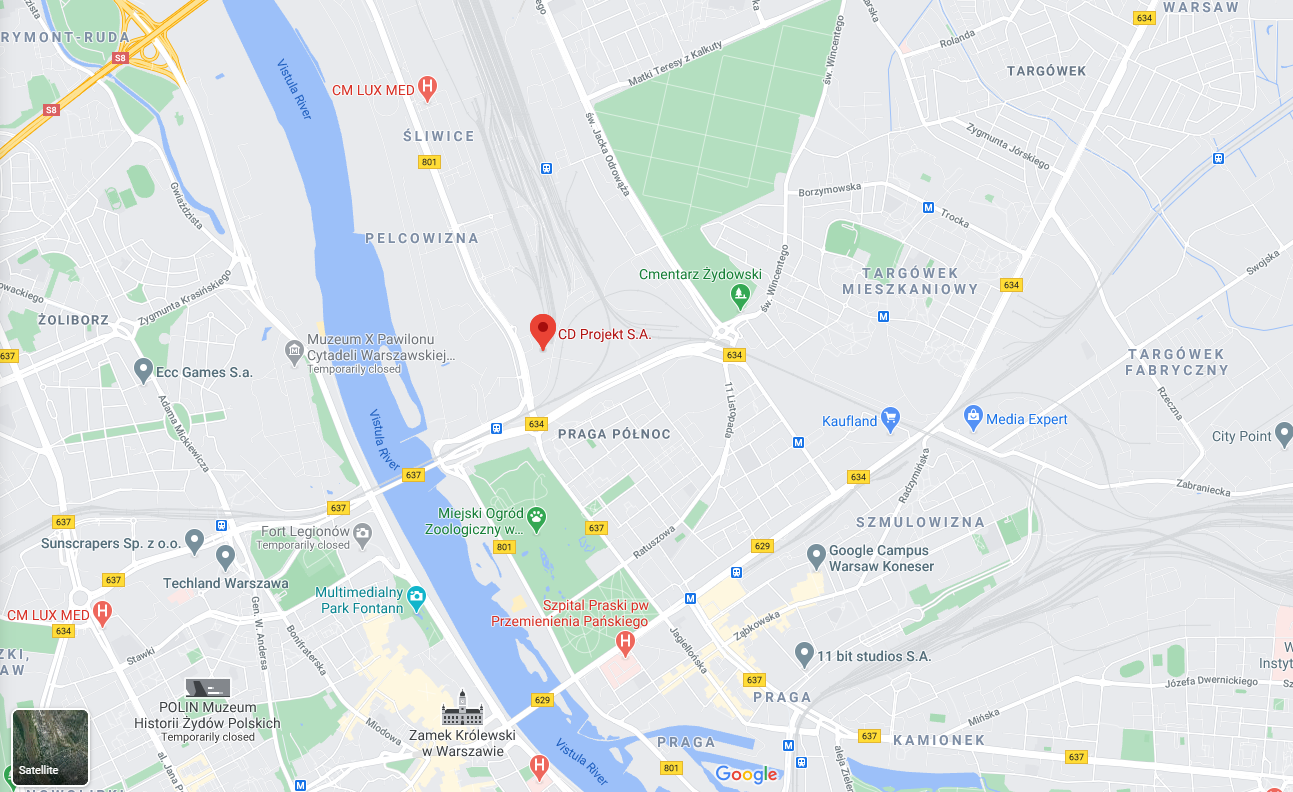 WARSAW
634
RYMONT-RUDA
S8
Vistula River
CM LUX MED
Matki Teresy z Kalkuty
św. Wincentego
Rolanda
TARGÓWEK
S8
ŚLIWICE
801
św. Jacka Odrowąża
Zygmunta Jórskiego
Gwiaździsta
Borzymowska
Trocka
PELCOWIZNA
Cmentarz Żydowski
św. Wincentego
TARGÓWEK
MIESZKANIOWY
634
Swojska
owackiego
Zygmunta Krasińskiego
ŻOLIBORZ
637
Muzeum X Pawilonu
Cytadeli Warszawskiej...
Temporarily closed
CD Projekt S.A.
634
TARGÓWEK
FABRYCZNY
Ecc Games S.a.
Adama Mickiewicza
Vistula River
634
PRAGA PÓŁNOC
11 Listopada
Kaufland
Media Expert
Rzeczna
City Point
637
634
Radzymińska
Zabraniecka
637
637
Fort Legionów
Temporarily closed
Miejski Ogród
Zoologiczny w...
637
SZMULOWIZNA
Sunscrapers Sp. z o.o.
801
Ratuszowa
629
Google Campus
Warsaw Koneser
637
Techland Warszawa
Multimedialny
Park Fontann
CM LUX MED
634
Gen. W. Andersa
Bonifraterska
Szpital Praski pw
Przemienienia Pańskiego
Jagiellońska
Ząbkowska
Stawki
11 bit studios S.A.
ZKI,
AW
637
Józefa Dwernickiego
W
Instyt
Sz
POLIN Muzeum
Historii Żydów Polskich
Temporarily closed
629
PRAGA
Mińska
Miodowa
Zamek Królewski
w Warszawie
Vistula River
PRAGA
637
KAMIONEK
637
Satellite
al. Jana Pa
801
Google
aleja Zieler
NOWOLIPKI